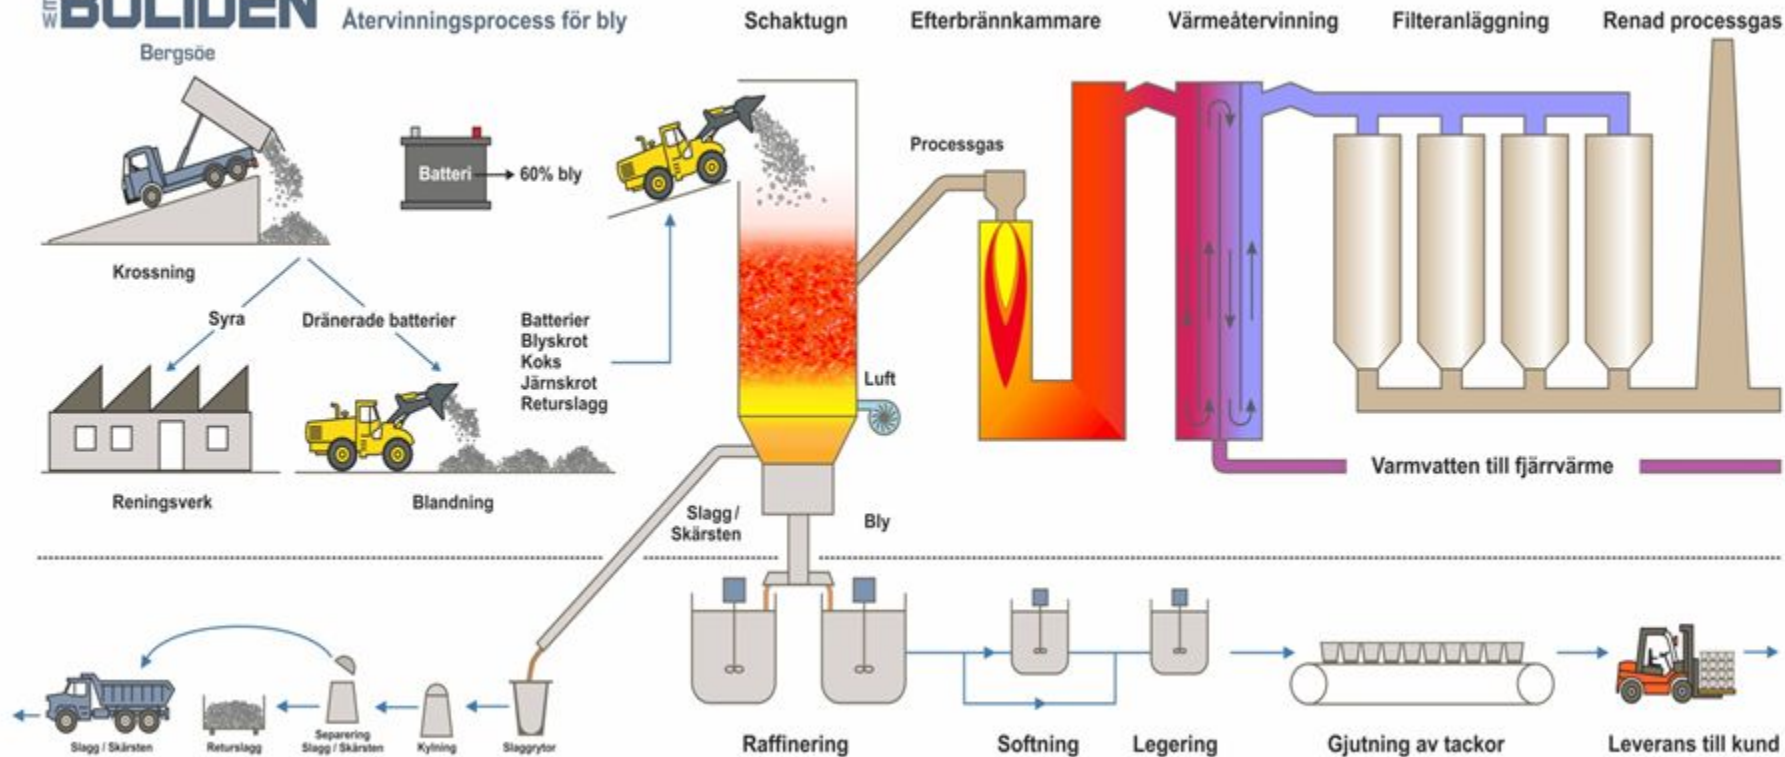 BOLIDEN
Bergsöe
Återvinningsprocess för bly
Schaktugn
Efterbrännkammare
Värmeåtervinning
Filteranläggning
Renad processgas
Batteri
60% bly
Processgas
Krossning
Syra
Dränerade batterier
Batterier
Blyskrot
Koks
Järnskrot
Returslagg
Luft
Reningsverk
Blandning
Varmvatten till fjärrvärme
Slagg /
Skärsten
Bly
Slagg / Skärsten
Returslagg
Separering
Slagg / Skärsten
Kylning
Slaggrytor
Raffinering
Softning
Legering
Gjutning av tackor
Leverans till kund